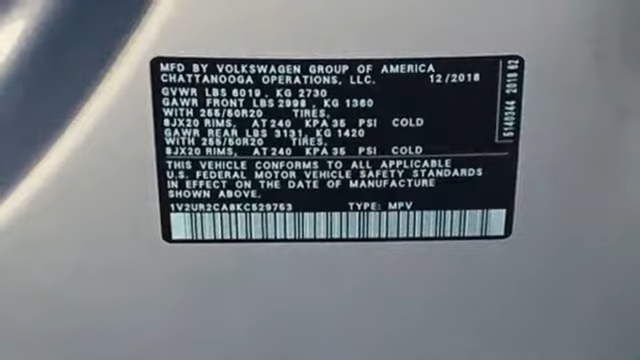 MFD BY VOLKSWAGEN GROUP OF AMERICA
CHATTANOOGA OPERATIONS, LLC. 12/2018
GVWR LBS 6019 . KG 2730
GAWR FRONT LBS 2998 . KG 1360
WITH 255/50R20 TIRES,
8JX20 RIMS, AT 240 KPA 35 PSI COLD
GAWR REAR LBS 3131, KG 1420
WITH 255/50R20 TIRES,
8JX20 RIMS, AT 240 KPA 35 PSI COLD
THIS VEHICLE CONFORMS TO ALL APPLICABLE
U.S. FEDERAL MOTOR VEHICLE SAFETY STANDARDS
IN EFFECT ON THE DATE OF MANUFACTURE
SHOWN ABOVE.
1V2UR2CA8KC529753 TYPE: MPV
5140344 2018 62